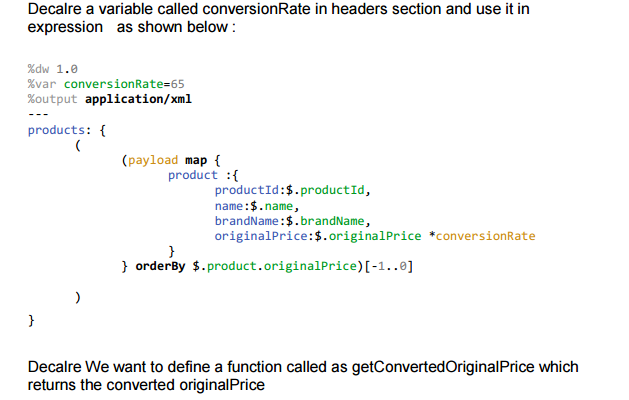 Decalre a variable called conversionRate in headers section and use it in
expression as shown below :
%dw 1.0
%var conversionRate=65
%output application/xml
---
products: {
(
(payload map {
product :{
productId:$.productId,
name:$.name,
brandName:$.brandName,
originalPrice:$.originalPrice *conversionRate
}
} orderBy $.product.originalPrice)[-1..0]
)
}
Decalre We want to define a function called as getConvertedOriginalPrice which
returns the converted originalPrice